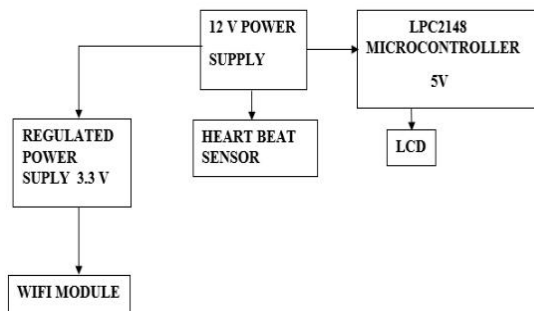 12 V POWER
SUPPLY
LPC2148
MICROCONTROLLER
5V
REGULATED
POWER
SUPLY 3.3 V
HEART BEAT
SENSOR
LCD
WIFI MODULE